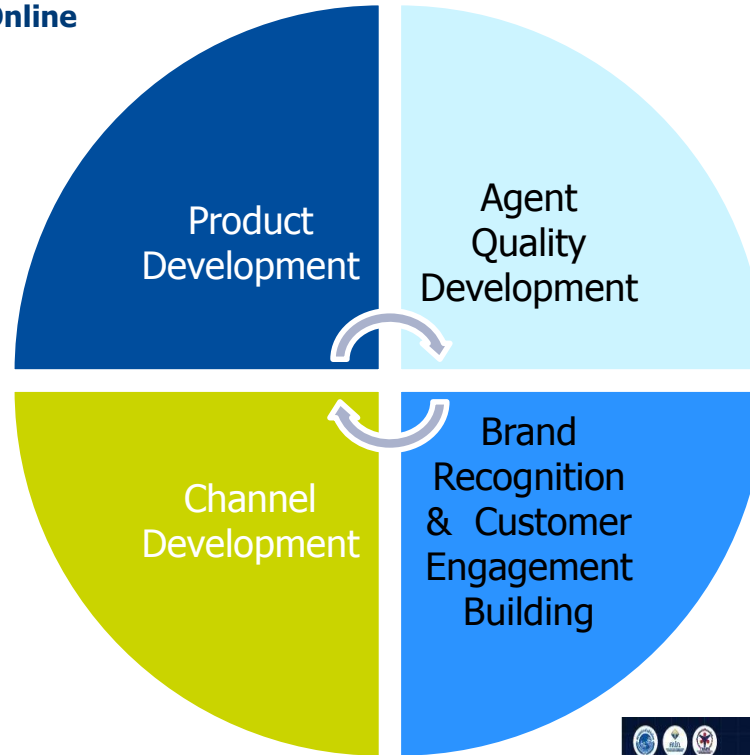 Online
Product
Development
Agent
Quality
Development
Channel
Development
Brand
Recognition
& Customer
Engagement
Building